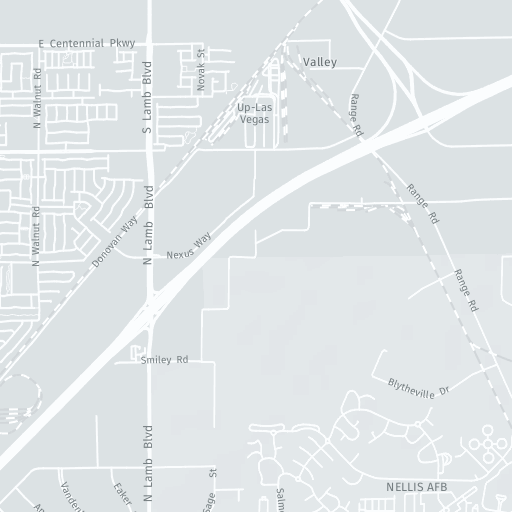 E Centennial Pkwy
N Walnut Rd
S Lamb Blvd
Novak St
Valley
Up-Las
Vegas
Range Rd
N Walnut Rd
N Lamb Blvd
Range Rd
Donovan Way
Nexus Way
Range Rd
Smiley Rd
Blytheville Dr
N Lamb Blvd
Eaker
Sage St
NELLIS AFB